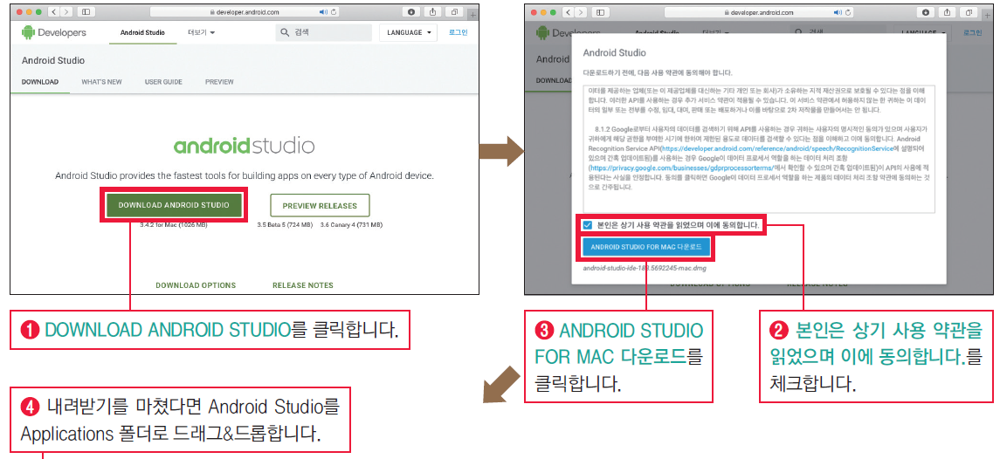 developer.android.com
Developers
Android Studio
더보기
검색
LANGUAGE
로그인
Android Studio
DOWNLOAD
WHAT'S NEW
USER GUIDE
PREVIEW
androidstudio
Android Studio provides the fastest tools for building apps on every type of Android device.
DOWNLOAD ANDROID STUDIO
PREVIEW RELEASES
3.4.2 for Mac (1026 MB)
3.5 Beta 5 (724 MB) 3.6 Canary 4 (731 MB)
DOWNLOAD OPTIONS
RELEASE NOTES
1 DOWNLOAD ANDROID STUDIO를 클릭합니다.
developer.android.com
로그인
Android Studio
다운로드하기 전에, 다음 사용 약관에 동의해야 합니다.
이터를 제공하는 업체(또는 이 제공업체를 대신하는 기타 개인 또는 회사)가 소유하는 지적 재산권으로 보호될 수 있다는 점을 이해
합니다. 이러한 API를 사용하는 경우 추가 서비스 약관이 적용될 수 있습니다. 이 서비스 약관에서 허용하지 않는 한 귀하는 이 데이
터의 일부 또는 전부를 수정, 임대, 대여, 판매 또는 배포하거나 이를 바탕으로 2차 저작물을 만들어서는 안 됩니다.
8.1.2 Google로부터 사용자의 데이터를 검색하기 위해 API를 사용하는 경우 귀하는 사용자의 명시적인 동의가 있으며 사용자가
귀하에게 해당 권한을 부여한 시기에 한하여 제한된 용도로 데이터를 검색할 수 있다는 점을 이해하고 이에 동의합니다. Android
Recognition Service API(https://developer.android.com/reference/android/speech/RecognitionService에 설명되어
있으며 간혹 업데이트됨)를 사용하는 경우 Google이 데이터 프로세서 역할을 하는 데이터 처리 조항
(https://privacy.google.com/businesses/gdprprocessorterms/에서 확인할 수 있으며 간혹 업데이트됨)이 API의 사용에 적
용된다는 사실을 인정합니다. 동의를 클릭하면 Google이 데이터 프로세서 역할을 하는 제품의 데이터 처리 조항 약관에 동의하는 것
으로 간주됩니다.
본인은 상기 사용 약관을 읽었으며 이에 동의합니다.
ANDROID STUDIO FOR MAC 다운로드
3 ANDROID STUDIO
FOR MAC 다운로드를
클릭합니다.
2 본인은 상기 사용 약관을
읽었으며 이에 동의합니다.를
체크합니다.
4 내려받기를 마쳤다면 Android Studio를
Applications 폴더로 드래그&드롭합니다.